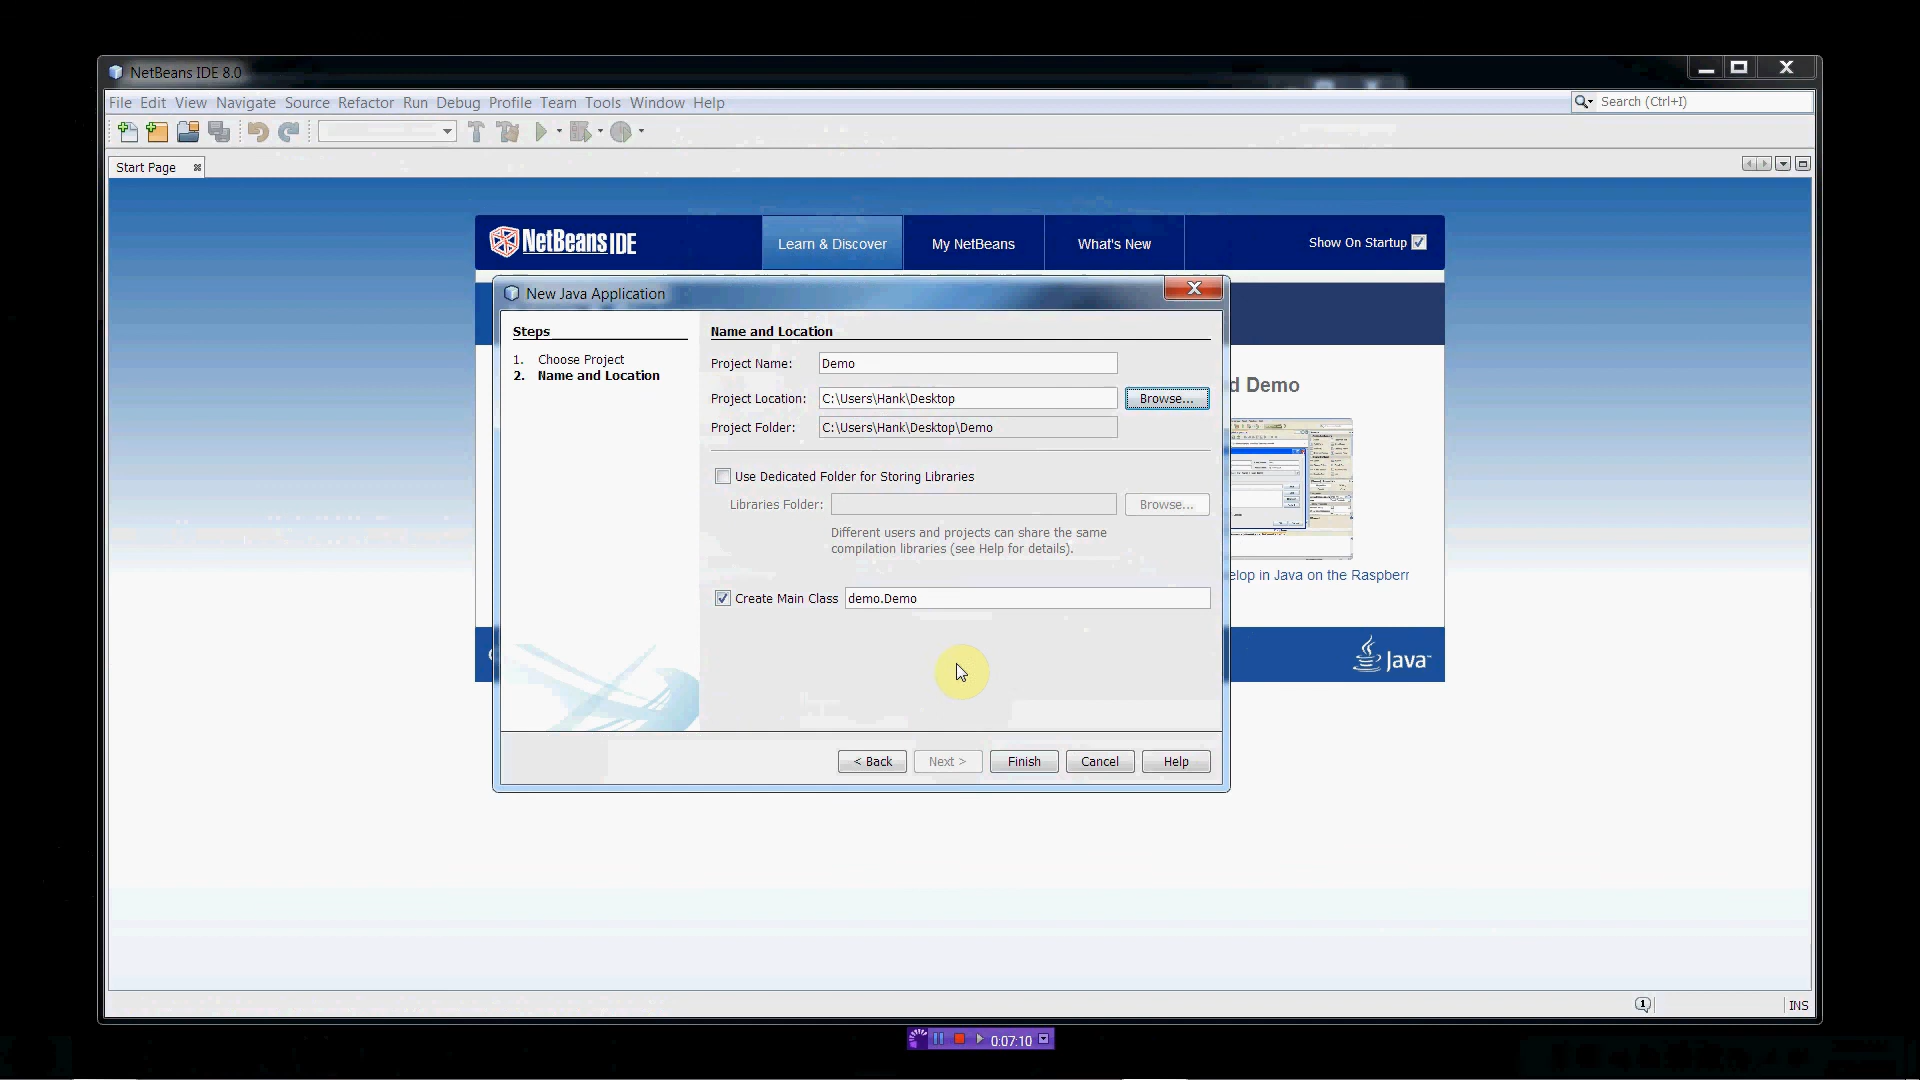 NetBeans IDE 8.0
File Edit View Navigate Source Refactor Run Debug Profile Team Tools Window Help
Search (Ctrl+I)
Start Page
NetBeans IDE
Learn & Discover
My NetBeans
What's New
Show On Startup
New Java Application
Steps
1. Choose Project
2. Name and Location
Name and Location
Project Name: Demo
Project Location: C:\Users\Hank\Desktop Browse...
Project Folder: C:\Users\Hank\Desktop\Demo
Use Dedicated Folder for Storing Libraries
Libraries Folder: Browse...
Different users and projects can share the same
compilation libraries (see Help for details).
Create Main Class demo.Demo
< Back Next > Finish Cancel Help
d Demo
elop in Java on the Raspberr
Java™
1
INS
0:07:10